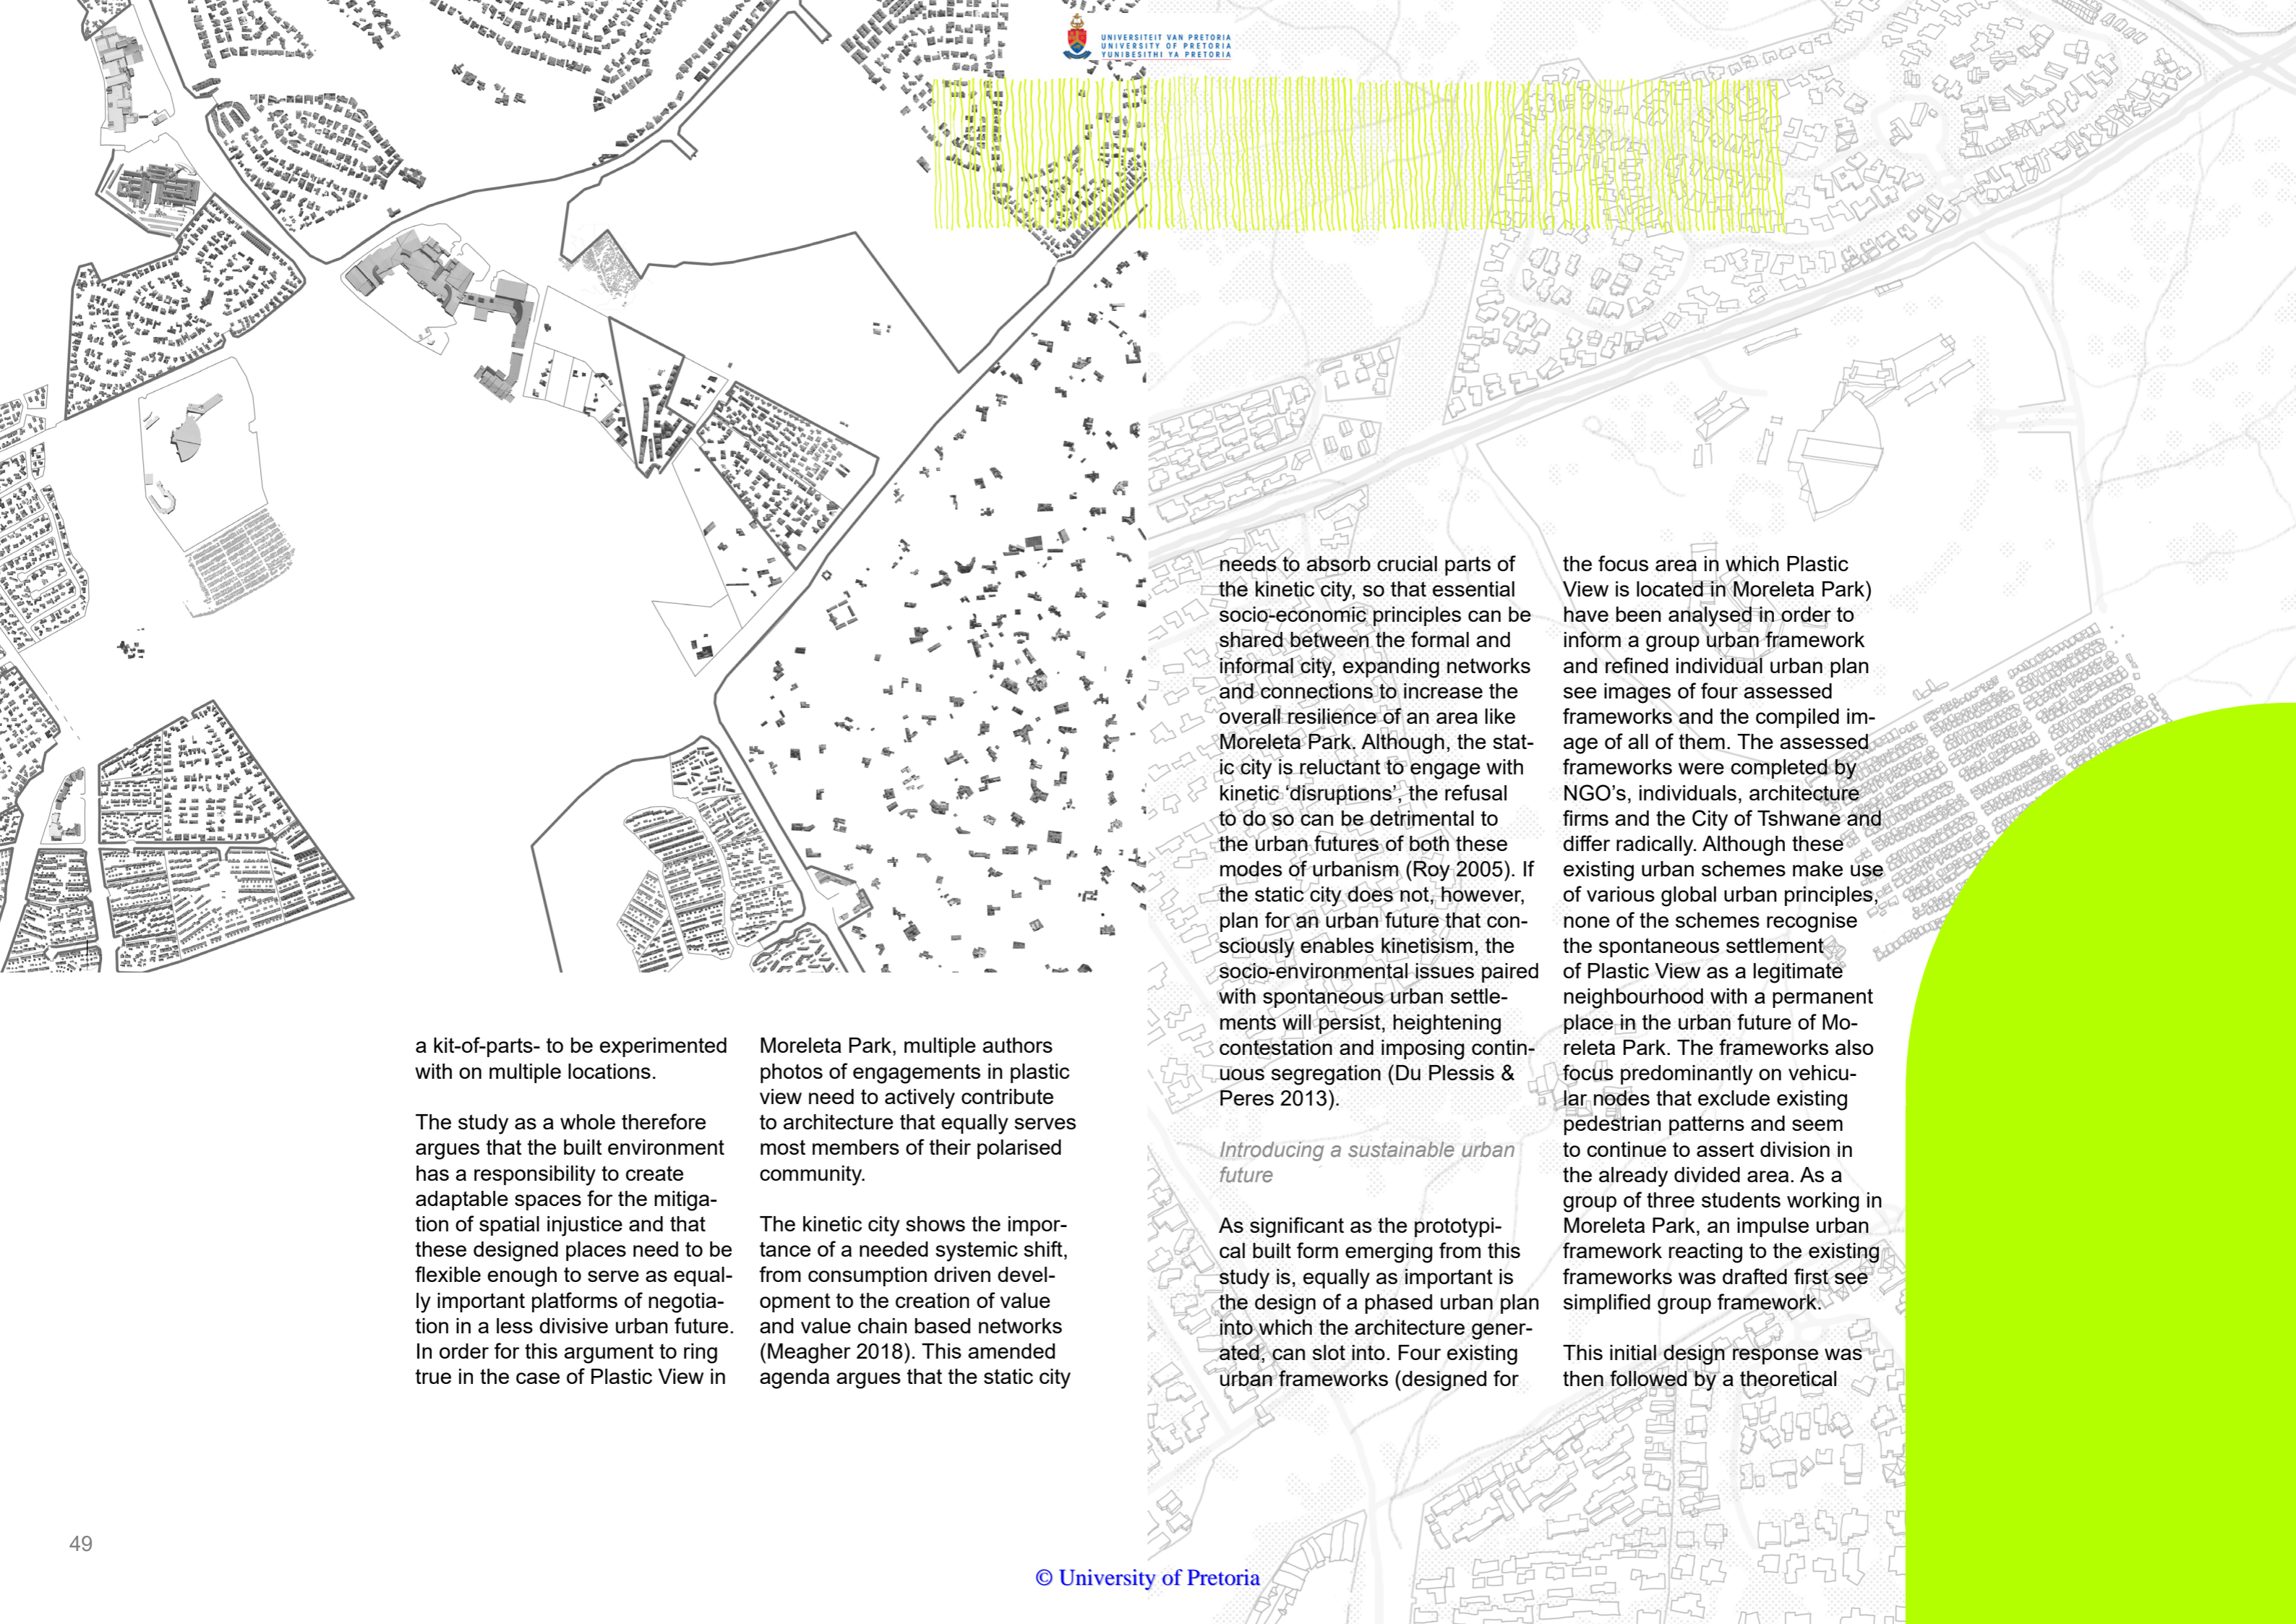 UNIVERSITEIT VAN PRETORIA
UNIVERSITY OF PRETORIA
YUNIBESITHI YA PRETORIA
a kit-of-parts- to be experimented
with on multiple locations.
The study as a whole therefore
argues that the built environment
has a responsibility to create
adaptable spaces for the mitiga-
tion of spatial injustice and that
these designed places need to be
flexible enough to serve as equal-
ly important platforms of negotia-
tion in a less divisive urban future.
In order for this argument to ring
true in the case of Plastic View in
Moreleta Park, multiple authors
photos of engagements in plastic
view need to actively contribute
to architecture that equally serves
most members of their polarised
community.
The kinetic city shows the impor-
tance of a needed systemic shift,
from consumption driven devel-
opment to the creation of value
and value chain based networks
(Meagher 2018). This amended
agenda argues that the static city
needs to absorb crucial parts of
the kinetic city, so that essential
socio-economic principles can be
shared between the formal and
informal city, expanding networks
and connections to increase the
overall resilience of an area like
Moreleta Park. Although, the stat-
ic city is reluctant to engage with
kinetic ‘disruptions’, the refusal
to do so can be detrimental to
the urban futures of both these
modes of urbanism (Roy 2005). If
the static city does not, however,
plan for an urban future that con-
sciously enables kinetisism, the
socio-environmental issues paired
with spontaneous urban settle-
ments will persist, heightening
contestation and imposing contin-
uous segregation (Du Plessis &
Peres 2013).
Introducing a sustainable urban
future
As significant as the prototypi-
cal built form emerging from this
study is, equally as important is
the design of a phased urban plan
into which the architecture gener-
ated, can slot into. Four existing
urban frameworks (designed for
the focus area in which Plastic
View is located in Moreleta Park)
have been analysed in order to
inform a group urban framework
and refined individual urban plan
see images of four assessed
frameworks and the compiled im-
age of all of them. The assessed
frameworks were completed by
NGO’s, individuals, architecture
firms and the City of Tshwane and
differ radically. Although these
existing urban schemes make use
of various global urban principles,
none of the schemes recognise
the spontaneous settlement
of Plastic View as a legitimate
neighbourhood with a permanent
place in the urban future of Mo-
releta Park. The frameworks also
focus predominantly on vehicu-
lar nodes that exclude existing
pedestrian patterns and seem
to continue to assert division in
the already divided area. As a
group of three students working in
Moreleta Park, an impulse urban
framework reacting to the existing
frameworks was drafted first see
simplified group framework.
This initial design response was
then followed by a theoretical
49
© University of Pretoria